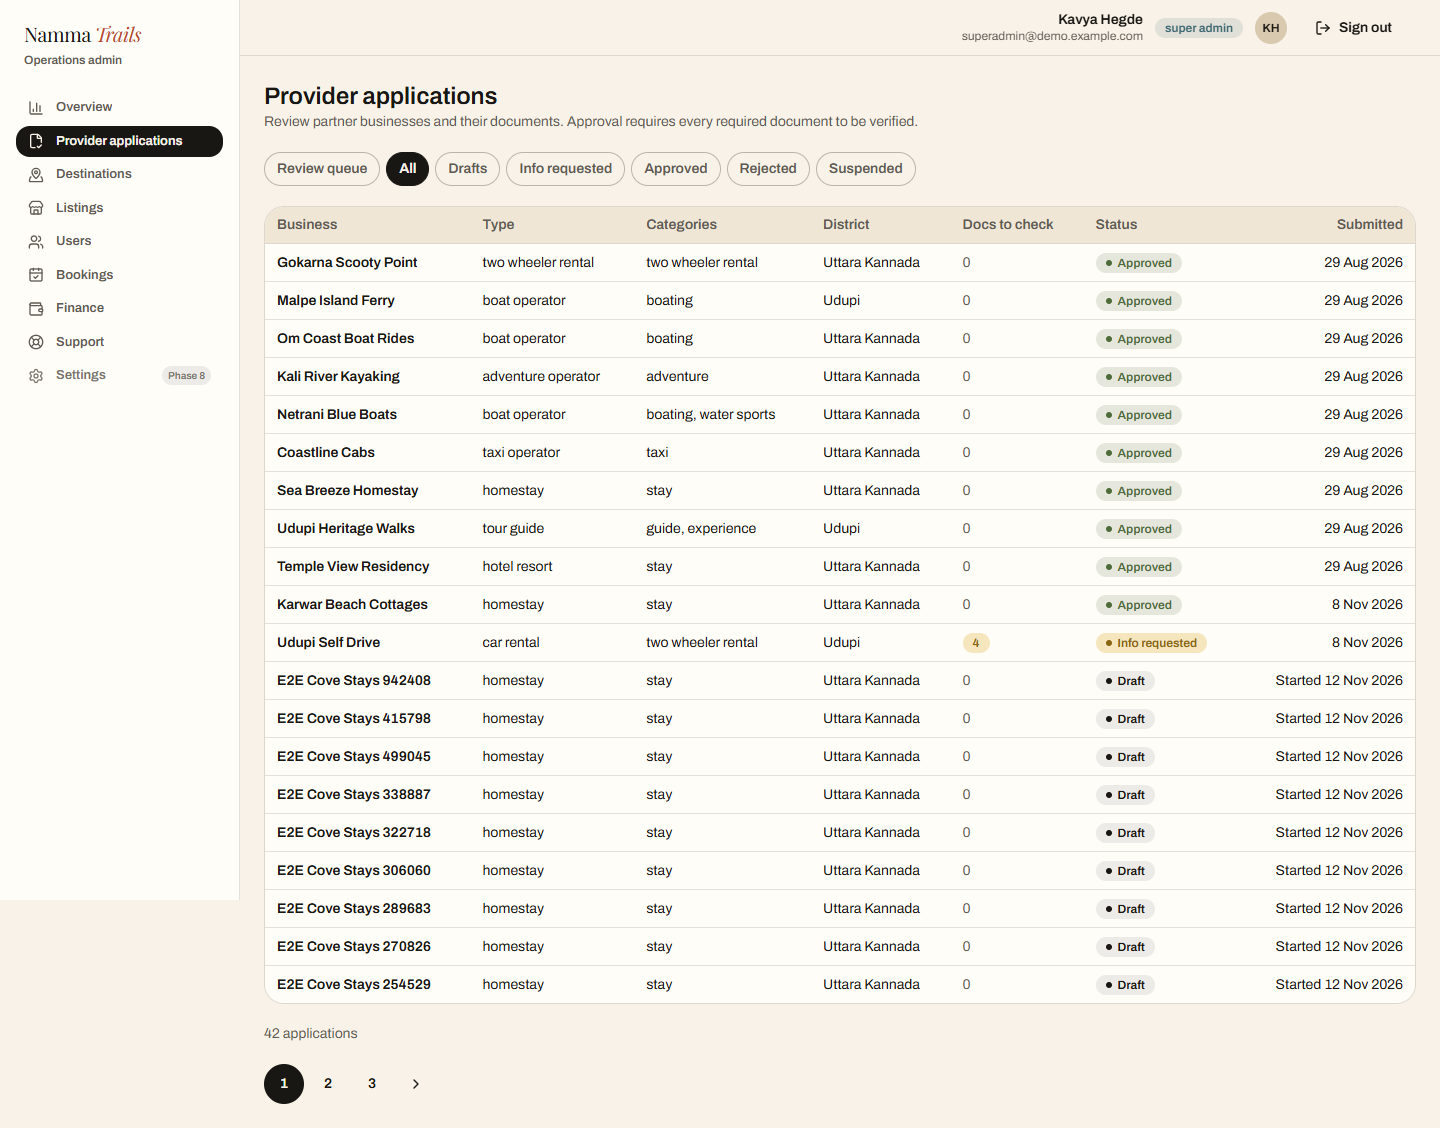 Namma Trails
Operations admin
Overview
Provider applications
Destinations
Listings
Users
Bookings
Finance
Support
Settings Phase 8
Kavya Hegde
superadmin@demo.example.com
super admin
KH
Sign out
Provider applications
Review partner businesses and their documents. Approval requires every required document to be verified.
Review queue All Drafts Info requested Approved Rejected Suspended
Business Type Categories District Docs to check Status Submitted
Gokarna Scooty Point two wheeler rental two wheeler rental Uttara Kannada 0 Approved 29 Aug 2026
Malpe Island Ferry boat operator boating Udupi 0 Approved 29 Aug 2026
Om Coast Boat Rides boat operator boating Uttara Kannada 0 Approved 29 Aug 2026
Kali River Kayaking adventure operator adventure Uttara Kannada 0 Approved 29 Aug 2026
Netrani Blue Boats boat operator boating, water sports Uttara Kannada 0 Approved 29 Aug 2026
Coastline Cabs taxi operator taxi Uttara Kannada 0 Approved 29 Aug 2026
Sea Breeze Homestay homestay stay Uttara Kannada 0 Approved 29 Aug 2026
Udupi Heritage Walks tour guide guide, experience Udupi 0 Approved 29 Aug 2026
Temple View Residency hotel resort stay Uttara Kannada 0 Approved 29 Aug 2026
Karwar Beach Cottages homestay stay Uttara Kannada 0 Approved 8 Nov 2026
Udupi Self Drive car rental two wheeler rental Udupi 4 Info requested 8 Nov 2026
E2E Cove Stays 942408 homestay stay Uttara Kannada 0 Draft Started 12 Nov 2026
E2E Cove Stays 415798 homestay stay Uttara Kannada 0 Draft Started 12 Nov 2026
E2E Cove Stays 499045 homestay stay Uttara Kannada 0 Draft Started 12 Nov 2026
E2E Cove Stays 338887 homestay stay Uttara Kannada 0 Draft Started 12 Nov 2026
E2E Cove Stays 322718 homestay stay Uttara Kannada 0 Draft Started 12 Nov 2026
E2E Cove Stays 306060 homestay stay Uttara Kannada 0 Draft Started 12 Nov 2026
E2E Cove Stays 289683 homestay stay Uttara Kannada 0 Draft Started 12 Nov 2026
E2E Cove Stays 270826 homestay stay Uttara Kannada 0 Draft Started 12 Nov 2026
E2E Cove Stays 254529 homestay stay Uttara Kannada 0 Draft Started 12 Nov 2026
42 applications
1 2 3